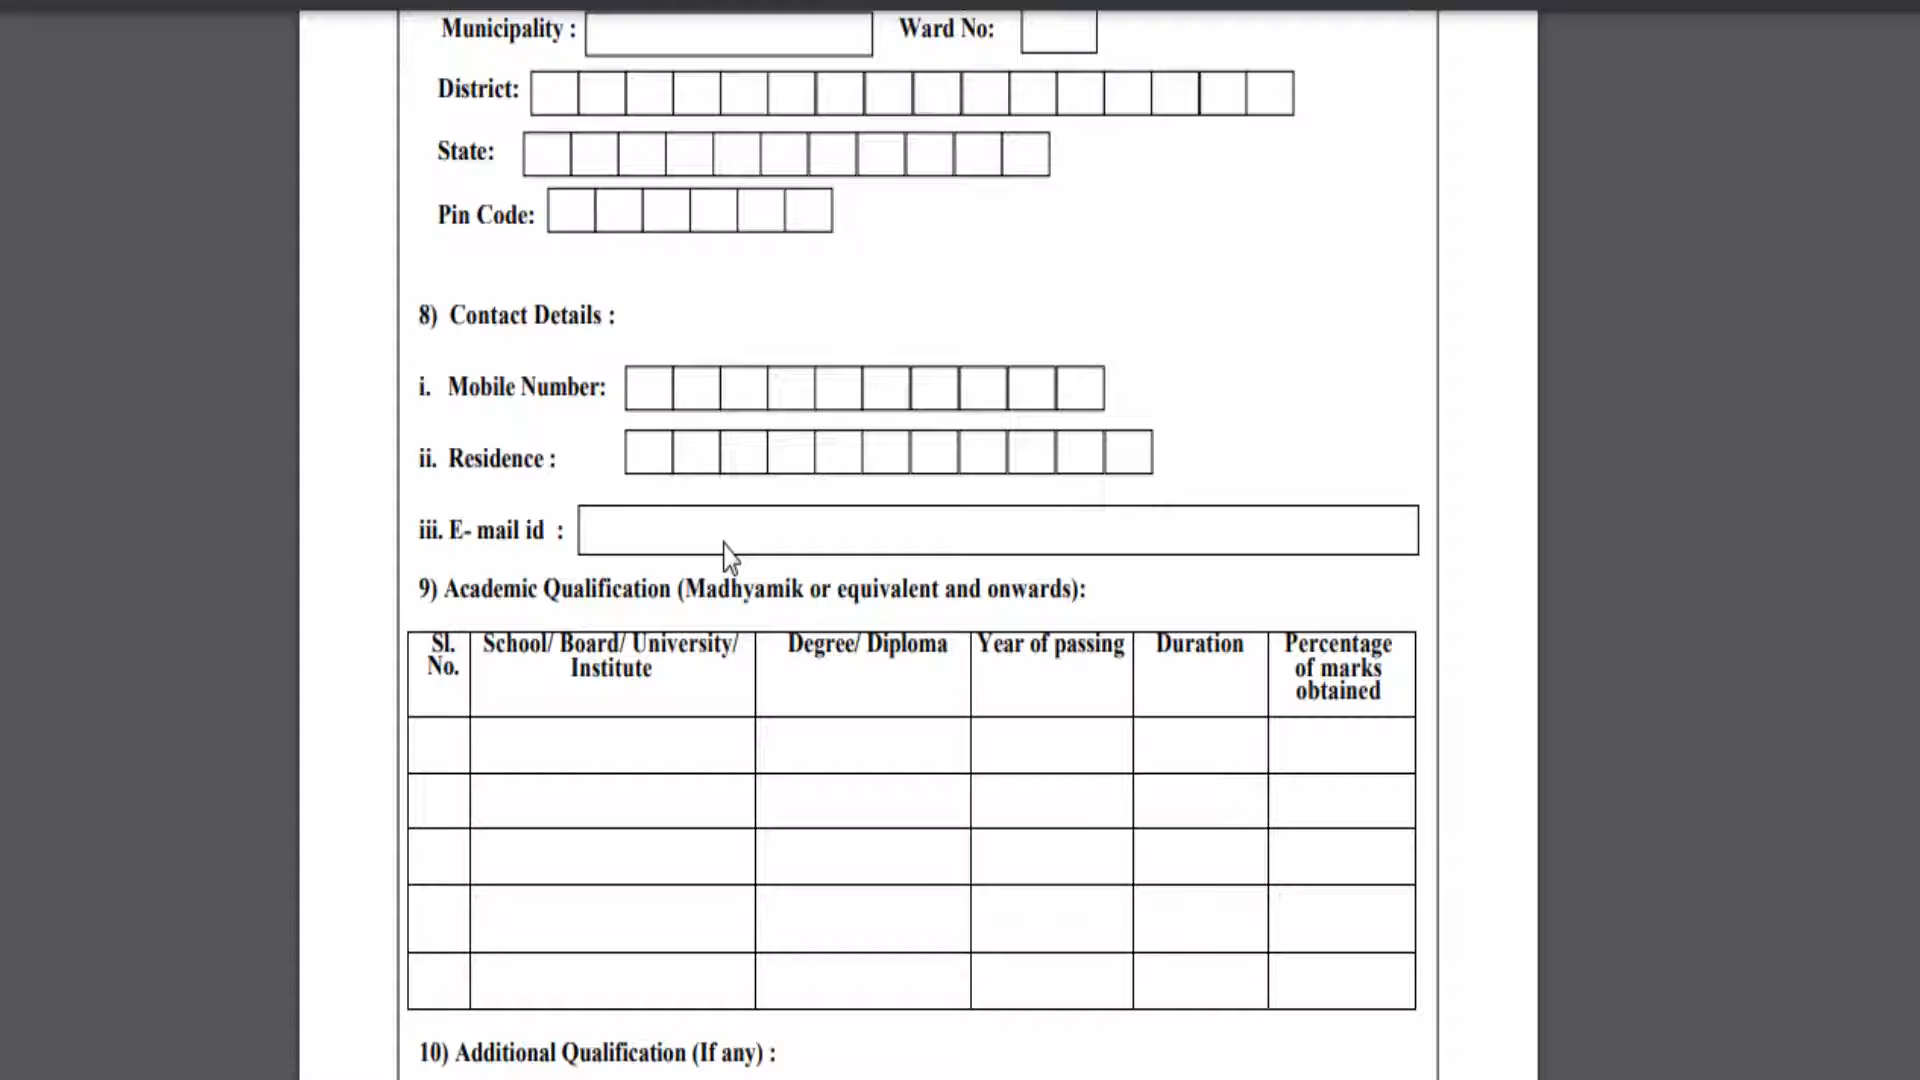 Municipality : Ward No:
District:
State:
Pin Code:
8) Contact Details :
i. Mobile Number:
ii. Residence :
iii. E- mail id :
9) Academic Qualification (Madhyamik or equivalent and onwards):
Sl. No. School/ Board/ University/ Institute Degree/ Diploma Year of passing Duration Percentage of marks obtained
10) Additional Qualification (If any) :